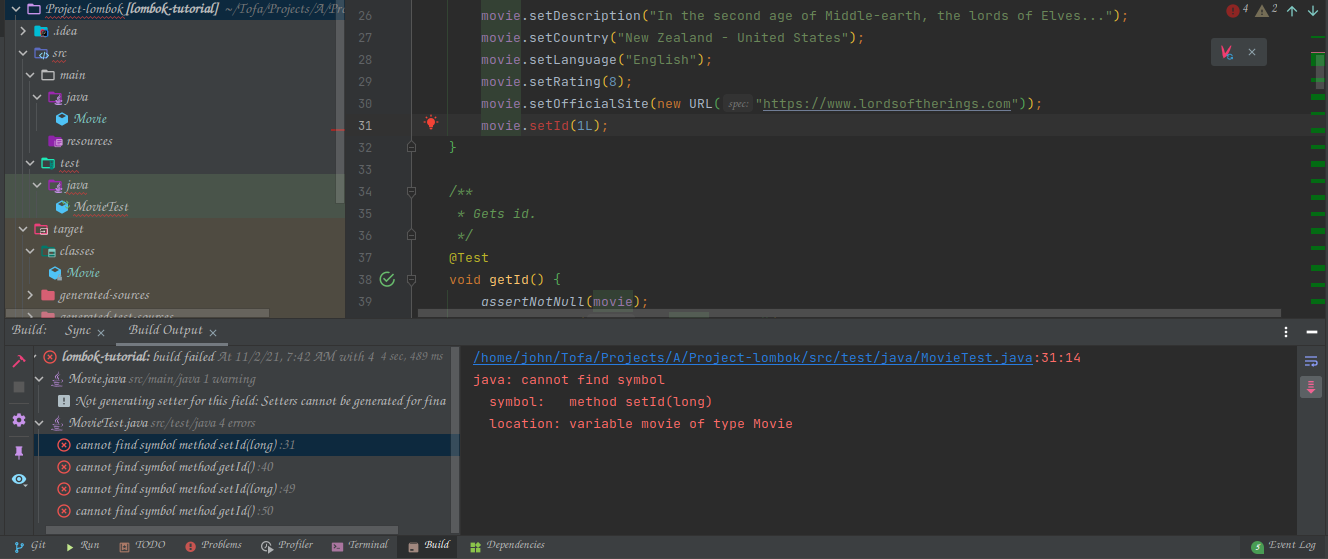 Project-lombok [lombok-tutorial] ~/Tofa/Projects/A/Pro
.idea
src
main
java
Movie
resources
test
java
MovieTest
target
classes
Movie
generated-sources
generated-test-sources
4 2
26 movie.setDescription("In the second age of Middle-earth, the lords of Elves...");
27 movie.setCountry("New Zealand - United States");
28 movie.setLanguage("English");
29 movie.setRating(8);
30 movie.setOfficialSite(new URL( spec: "https://www.lordsoftherings.com"));
31 movie.setId(1L);
32 }
33
34 /**
35 * Gets id.
36 */
37 @Test
38 void getId() {
39 assertNotNull(movie);
Build: Sync × Build Output ×
lombok-tutorial: build failed At 11/2/21, 7:42 AM with 4 4 sec, 489 ms
Movie.java src/main/java 1 warning
Not generating setter for this field: Setters cannot be generated for fina
MovieTest.java src/test/java 4 errors
cannot find symbol method setId(long) :31
cannot find symbol method getId() :40
cannot find symbol method setId(long) :49
cannot find symbol method getId() :50
/home/john/Tofa/Projects/A/Project-lombok/src/test/java/MovieTest.java:31:14
java: cannot find symbol
symbol: method setId(long)
location: variable movie of type Movie
Git Run TODO Problems Profiler Terminal Build Dependencies 5 Event Log